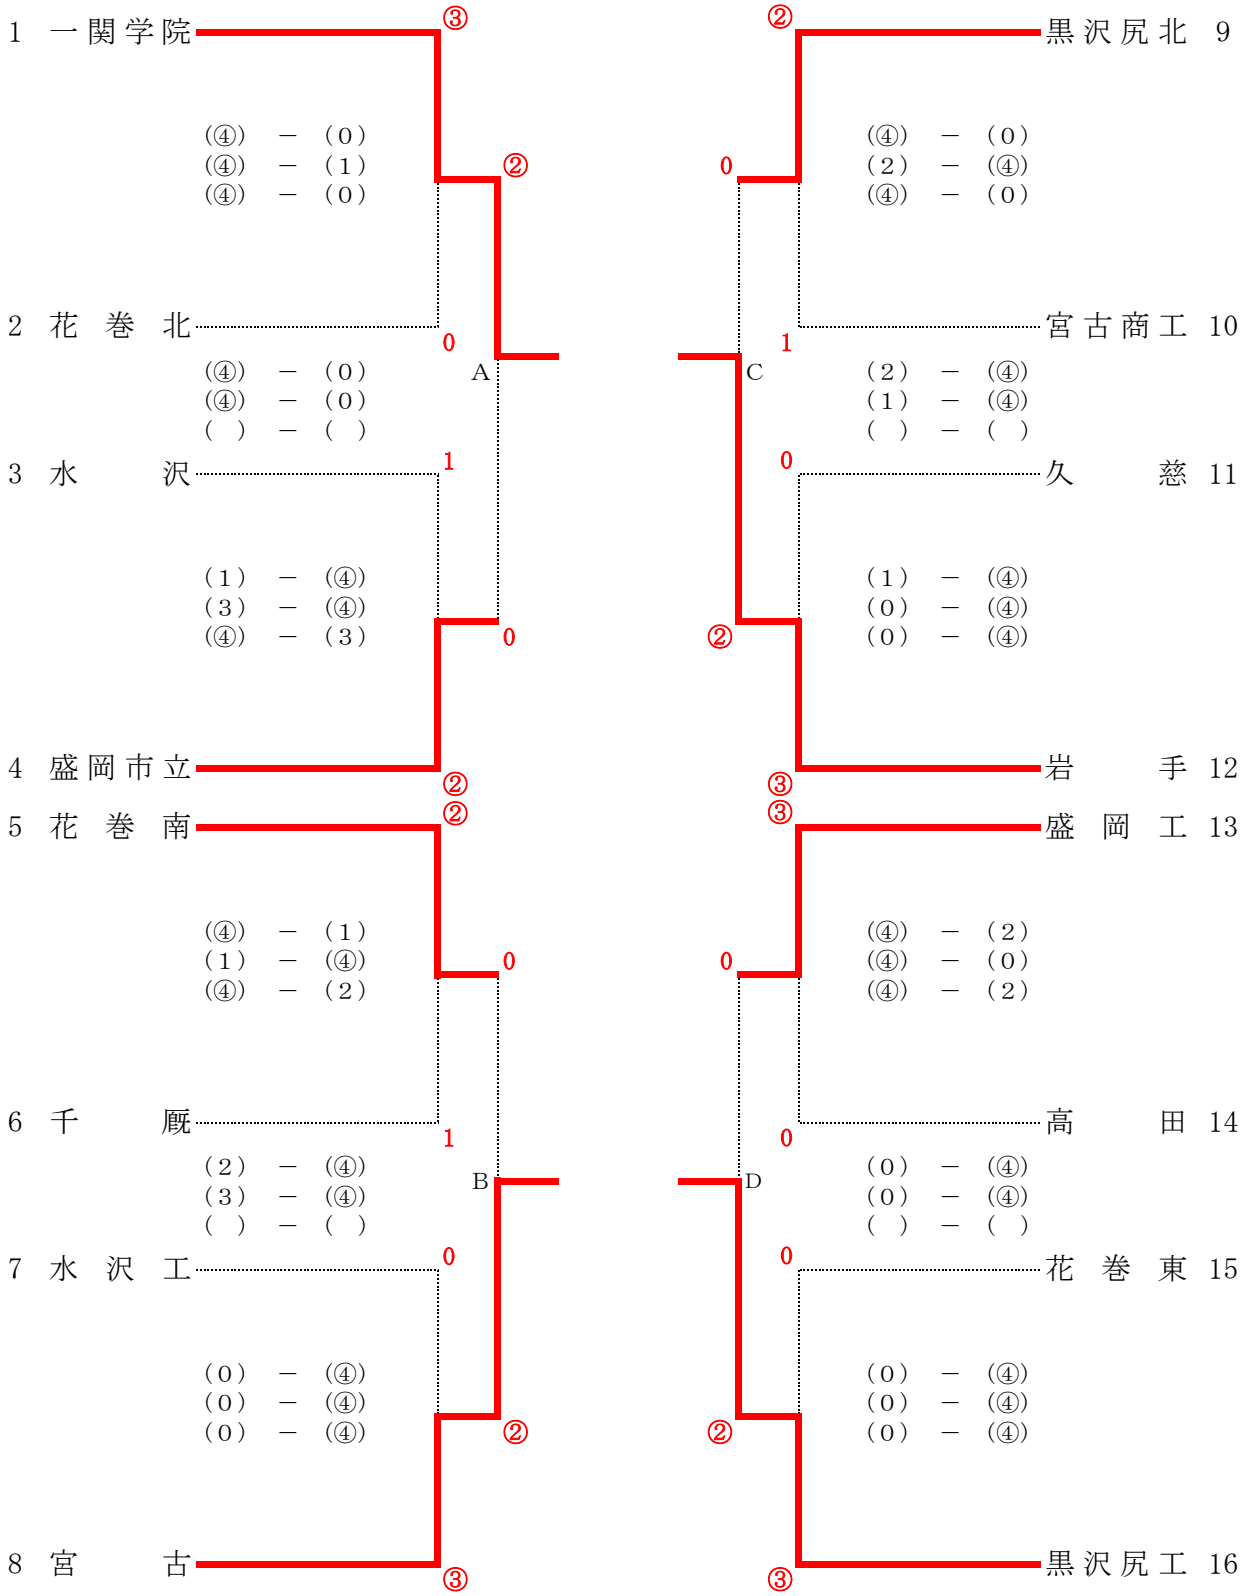 ③ ②
1 一関学院 黒沢尻北 9
(④) － (0) (④) － (0)
(④) － (1) ② 0 (2) － (④)
(④) － (0) (④) － (0)
2 花巻北 宮古商工 10
0 1
(④) － (0) A C (2) － (④)
(④) － (0) (1) － (④)
( ) － ( ) ( ) － ( )
1 0
3 水沢 久慈 11
(1) － (④) (1) － (④)
(3) － (④) (0) － (④)
(④) － (3) 0 ② (0) － (④)
4 盛岡市立 岩手 12
② ③
② ③
5 花巻南 盛岡工 13
(④) － (1) (④) － (2)
(1) － (④) 0 0 (④) － (0)
(④) － (2) (④) － (2)
6 千厩 高田 14
1 0
(2) － (④) B D (0) － (④)
(3) － (④) (0) － (④)
( ) － ( ) ( ) － ( )
0 0
7 水沢工 花巻東 15
(0) － (④) (0) － (④)
(0) － (④) (0) － (④)
(0) － (④) ② ② (0) － (④)
8 宮古 黒沢尻工 16
③ ③